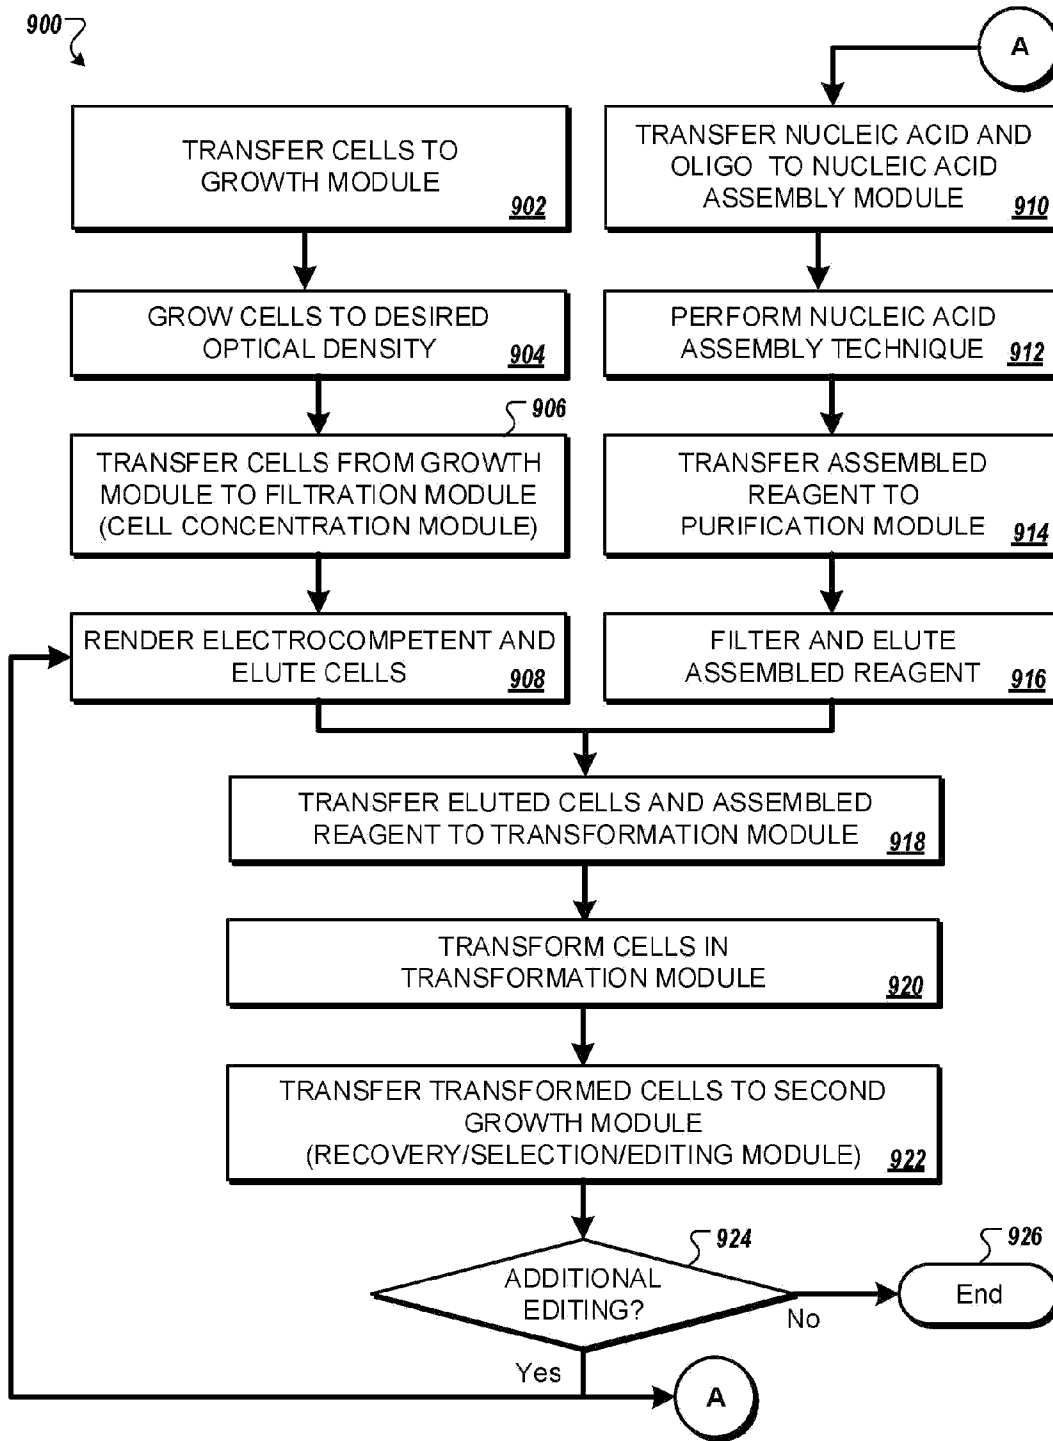 900
A
TRANSFER CELLS TO
GROWTH MODULE
902
GROW CELLS TO DESIRED
OPTICAL DENSITY
904
906
TRANSFER CELLS FROM GROWTH
MODULE TO FILTRATION MODULE
(CELL CONCENTRATION MODULE)
RENDER ELECTROCOMPETENT AND
ELUTE CELLS
908
TRANSFER NUCLEIC ACID AND
OLIGO TO NUCLEIC ACID
ASSEMBLY MODULE
910
PERFORM NUCLEIC ACID
ASSEMBLY TECHNIQUE
912
TRANSFER ASSEMBLED
REAGENT TO
PURIFICATION MODULE
914
FILTER AND ELUTE
ASSEMBLED REAGENT
916
TRANSFER ELUTED CELLS AND ASSEMBLED
REAGENT TO TRANSFORMATION MODULE
918
TRANSFORM CELLS IN
TRANSFORMATION MODULE
920
TRANSFER TRANSFORMED CELLS TO SECOND
GROWTH MODULE
(RECOVERY/SELECTION/EDITING MODULE)
922
924
ADDITIONAL
EDITING?
No
926
End
Yes
A